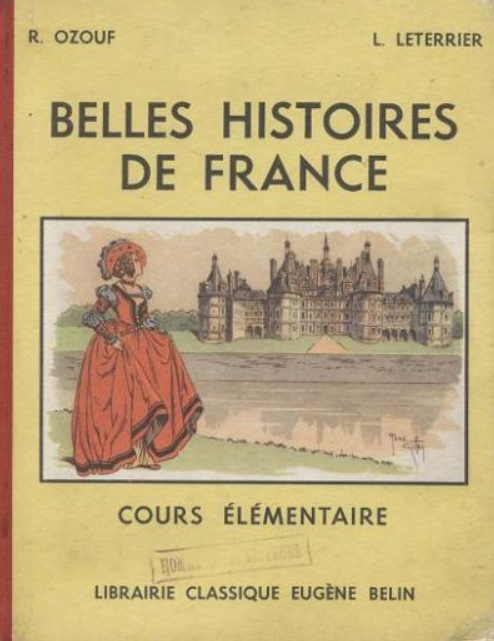 R. OZOUF
L. LETERRIER
BELLES HISTOIRES
DE FRANCE
COURS ÉLÉMENTAIRE
LIBRAIRIE CLASSIQUE EUGÈNE BELIN